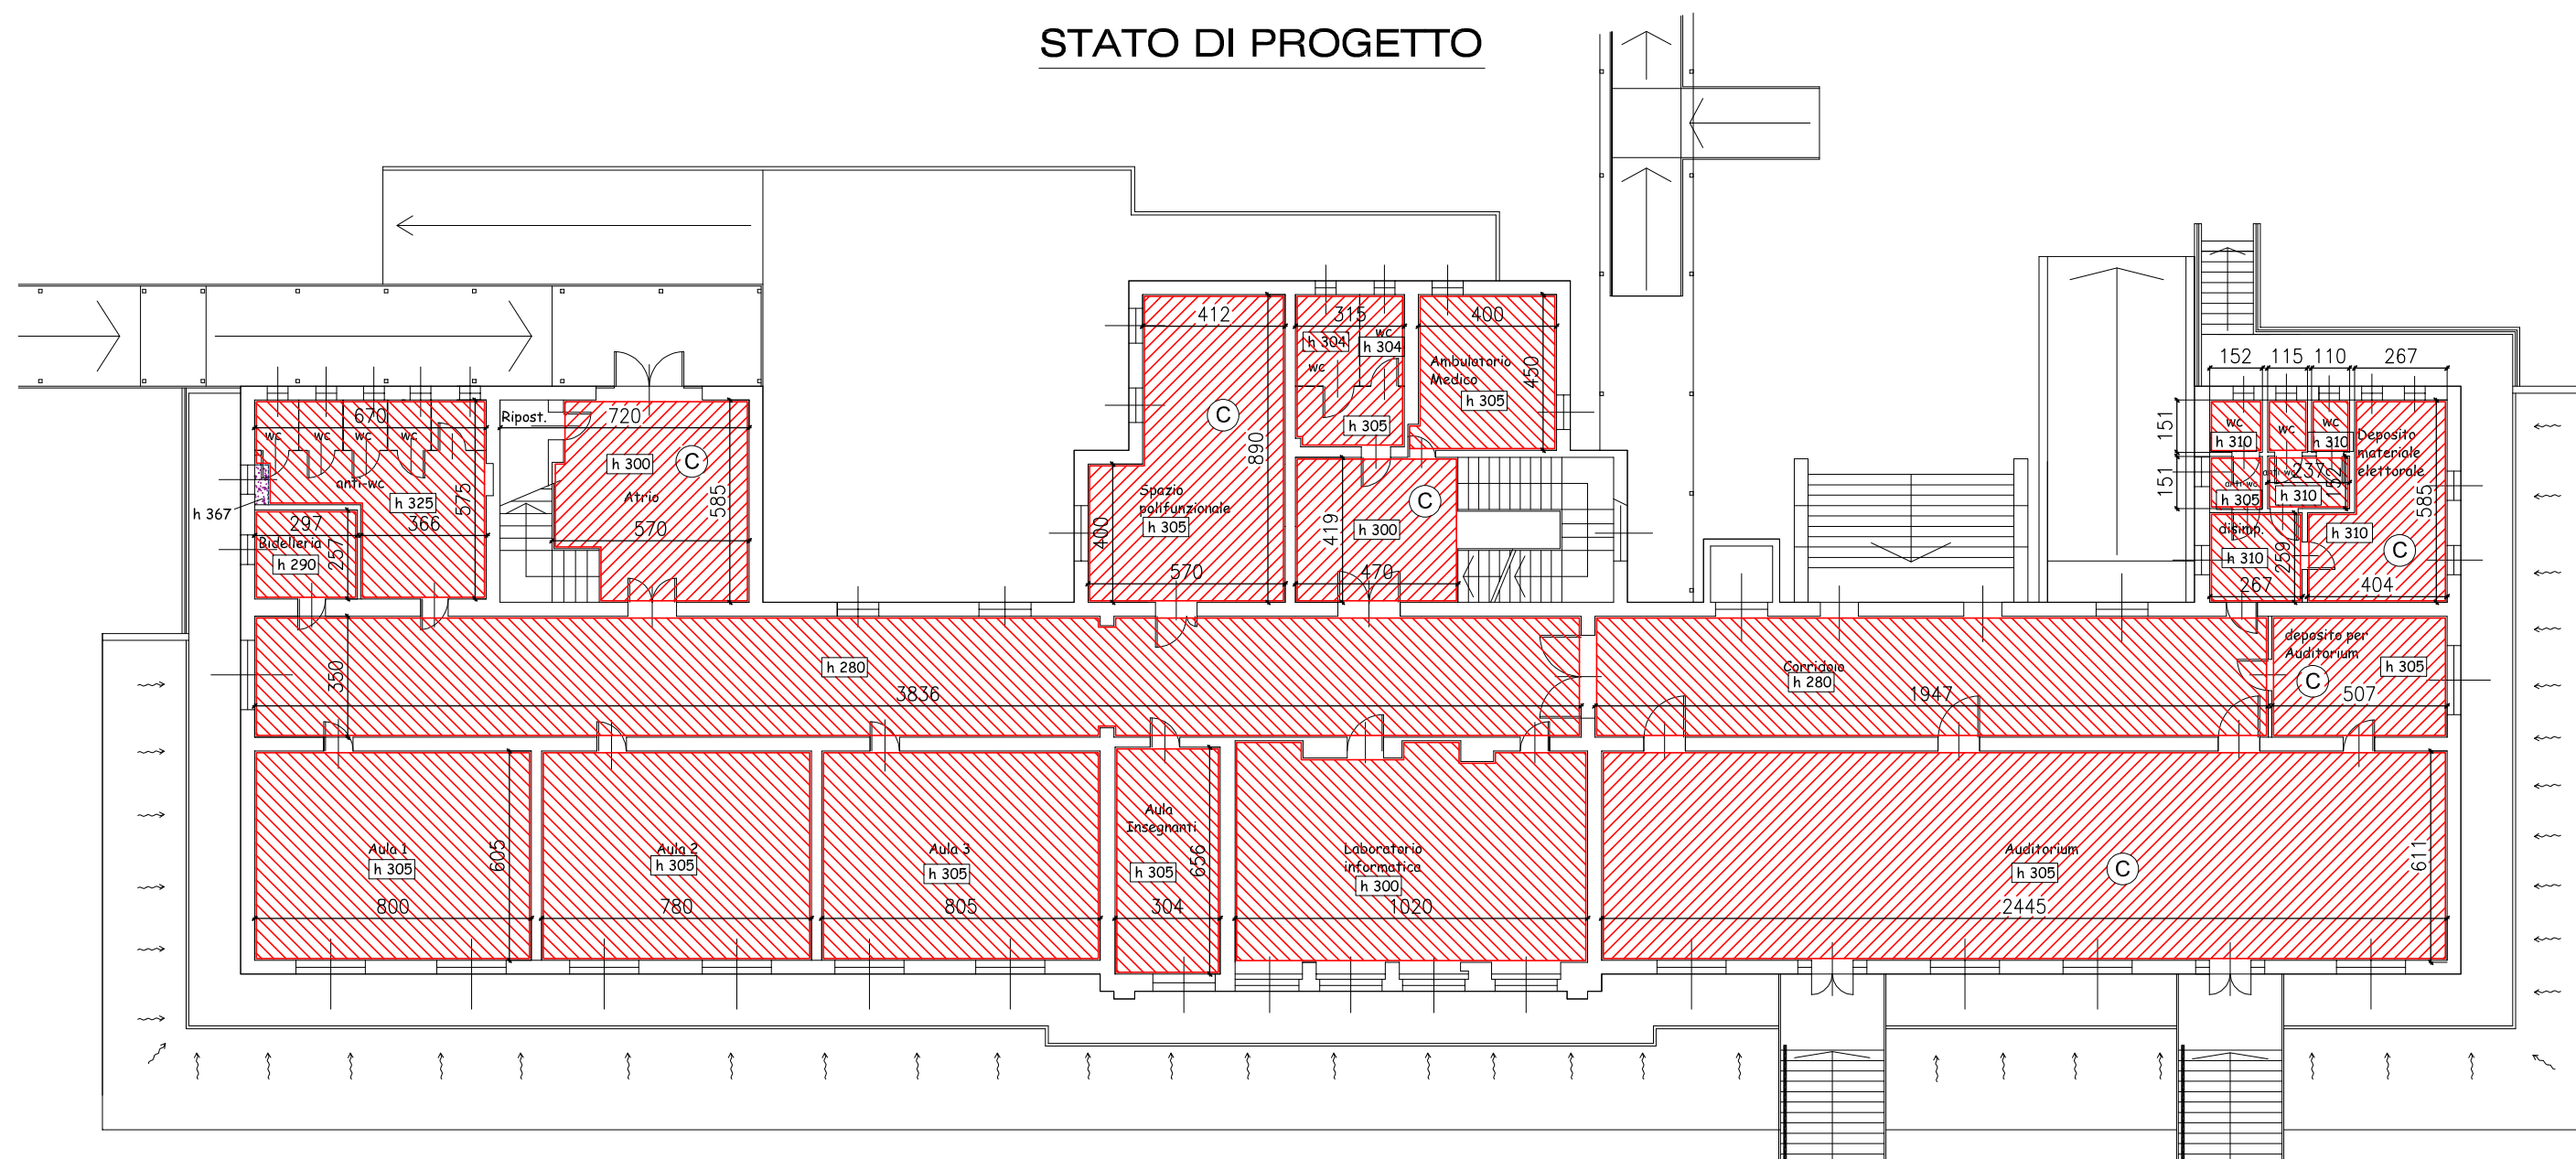 STATO DI PROGETTO
412
315
400
wc
h 304
h 304
wc
Ambulatorio
Medico
h 305
450
C
h 305
890
Spazio
polifunzionale
h 305
400
570
C
h 300
419
470
670
wc
wc
wc
wc
anti-wc
h 325
575
h 367
297
366
Bidelleria
257
h 290
Ripost.
720
h 300
C
Atrio
585
570
152
115
110
267
151
wc
wc
wc
h 310
h 310
Deposito
materiale
elettorale
151
anti-wc
anti-wc
237
152
h 305
h 310
585
disimp.
h 310
259
h 310
C
267
404
350
h 280
3836
Corridoio
h 280
1947
deposito per
Auditorium
h 305
C
507
Aula 1
h 305
605
800
Aula 2
h 305
780
Aula 3
h 305
805
Aula
Insegnanti
h 305
656
304
Laboratorio
informatica
h 300
1020
Auditorium
h 305
C
611
2445